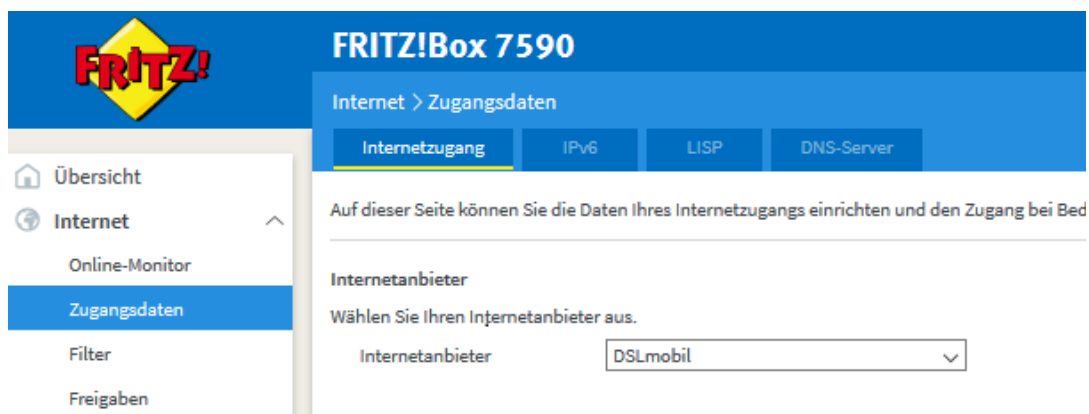 FRITZ!
FRITZ!Box 7590
Internet > Zugangsdaten
Internetzugang IPv6 LISP DNS-Server
Übersicht
Internet
Online-Monitor
Zugangsdaten
Filter
Freigaben
Auf dieser Seite können Sie die Daten Ihres Internetzugangs einrichten und den Zugang bei Bed
Internetanbieter
Wählen Sie Ihren Internetanbieter aus.
Internetanbieter DSLmobil